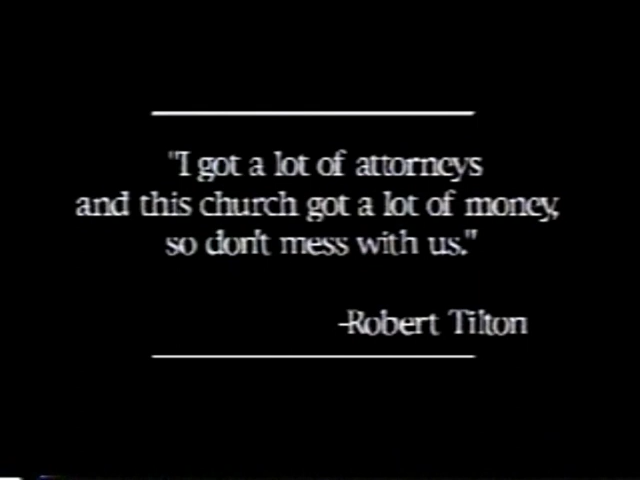 "I got a lot of attorneys
and this church got a lot of money,
so don't mess with us."
-Robert Tilton